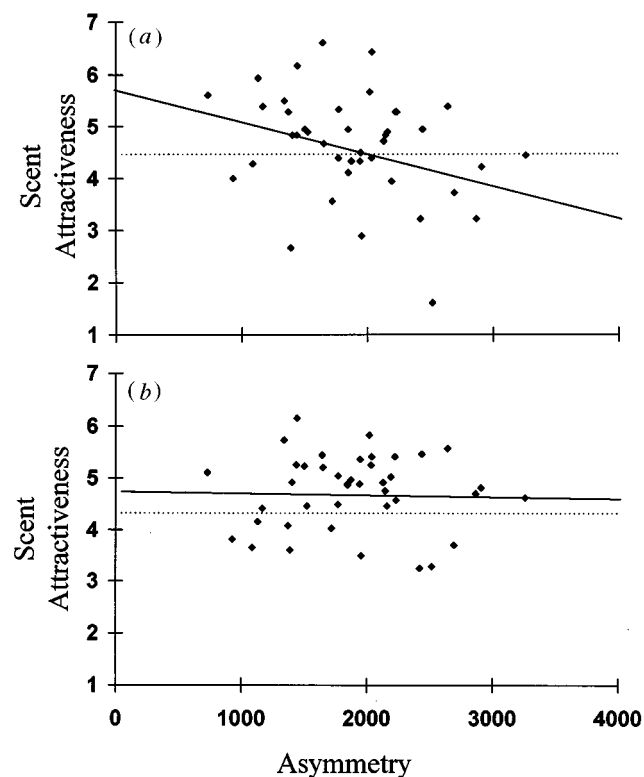 (a)
7
6
5
4
3
2
1
Scent
Attractiveness
(b)
7
6
5
4
3
2
1
Scent
Attractiveness
0 1000 2000 3000 4000
Asymmetry